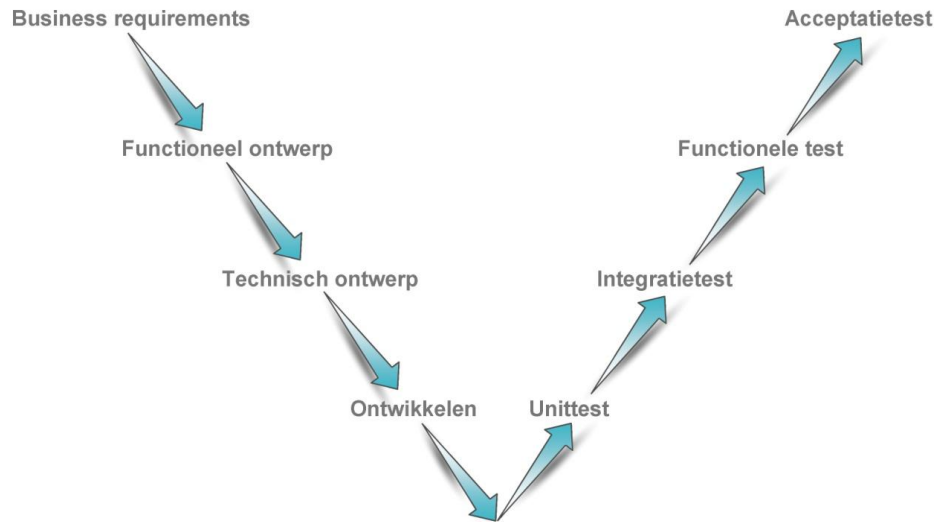 Business requirements
Acceptatietest
Functioneel ontwerp
Functionele test
Technisch ontwerp
Integratietest
Ontwikkelen
Unittest